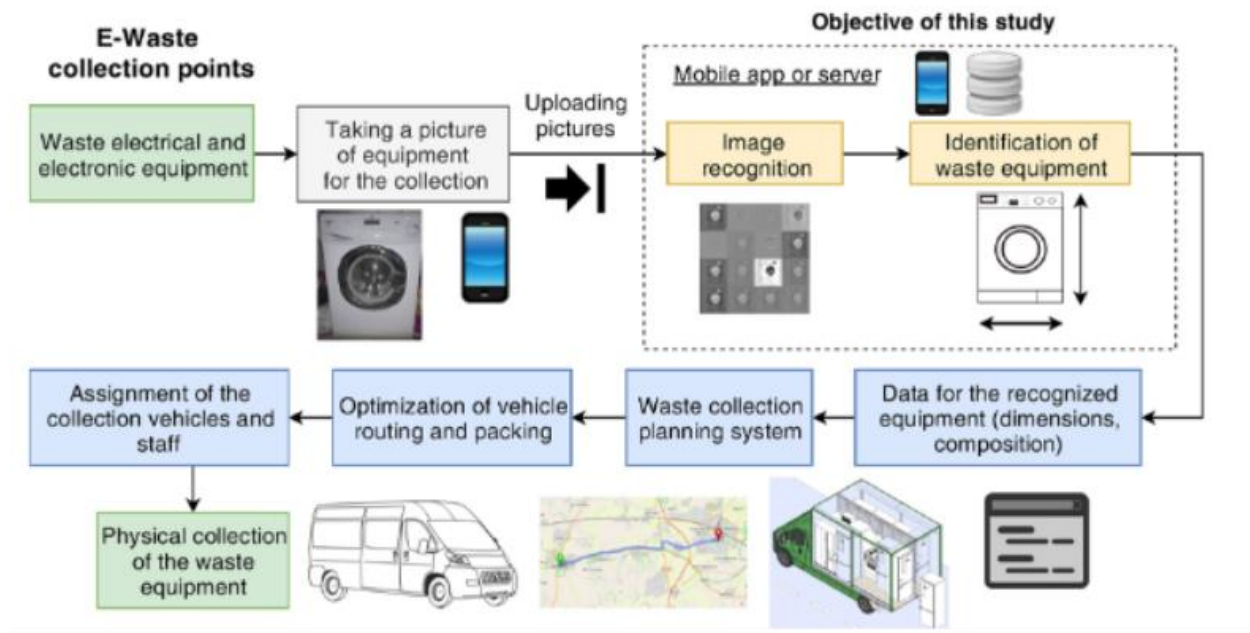 Objective of this study
E-Waste
collection points
Mobile app or server
Uploading
pictures
Waste electrical and
electronic equipment
Taking a picture
of equipment
for the collection
Image
recognition
Identification of
waste equipment
Assignment of the
collection vehicles and
staff
Optimization of vehicle
routing and packing
Waste collection
planning system
Data for the recognized
equipment (dimensions,
composition)
Physical collection
of the waste
equipment